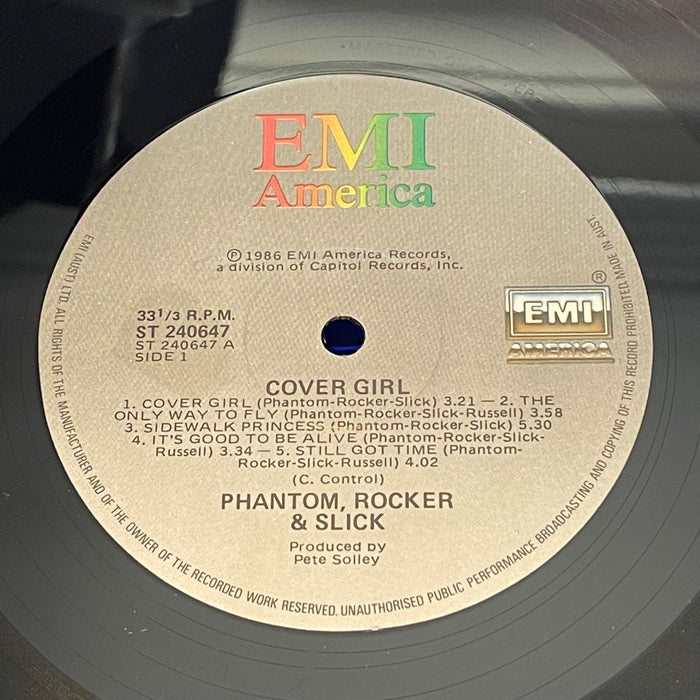 EMI
America
℗ 1986 EMI America Records,
a division of Capitol Records, Inc.
33 1/3 R.P.M.
ST 240647
ST 240647 A
SIDE 1
EMI
AMERICA
®
COVER GIRL
1. COVER GIRL (Phantom-Rocker-Slick) 3.21 — 2. THE
ONLY WAY TO FLY (Phantom-Rocker-Slick-Russell) 3.58
3. SIDEWALK PRINCESS (Phantom-Rocker-Slick) 5.30
4. IT'S GOOD TO BE ALIVE (Phantom-Rocker-Slick-
Russell) 3.34 — 5. STILL GOT TIME (Phantom-
Rocker-Slick-Russell) 4.02
(C. Control)
PHANTOM, ROCKER
& SLICK
Produced by
Pete Solley
EMI (AUST) LTD. ALL RIGHTS OF THE MANUFACTURER AND OF THE OWNER OF THE RECORDED WORK RESERVED. UNAUTHORISED PUBLIC PERFORMANCE BROADCASTING AND COPYING OF THIS RECORD PROHIBITED. MADE IN AUST.